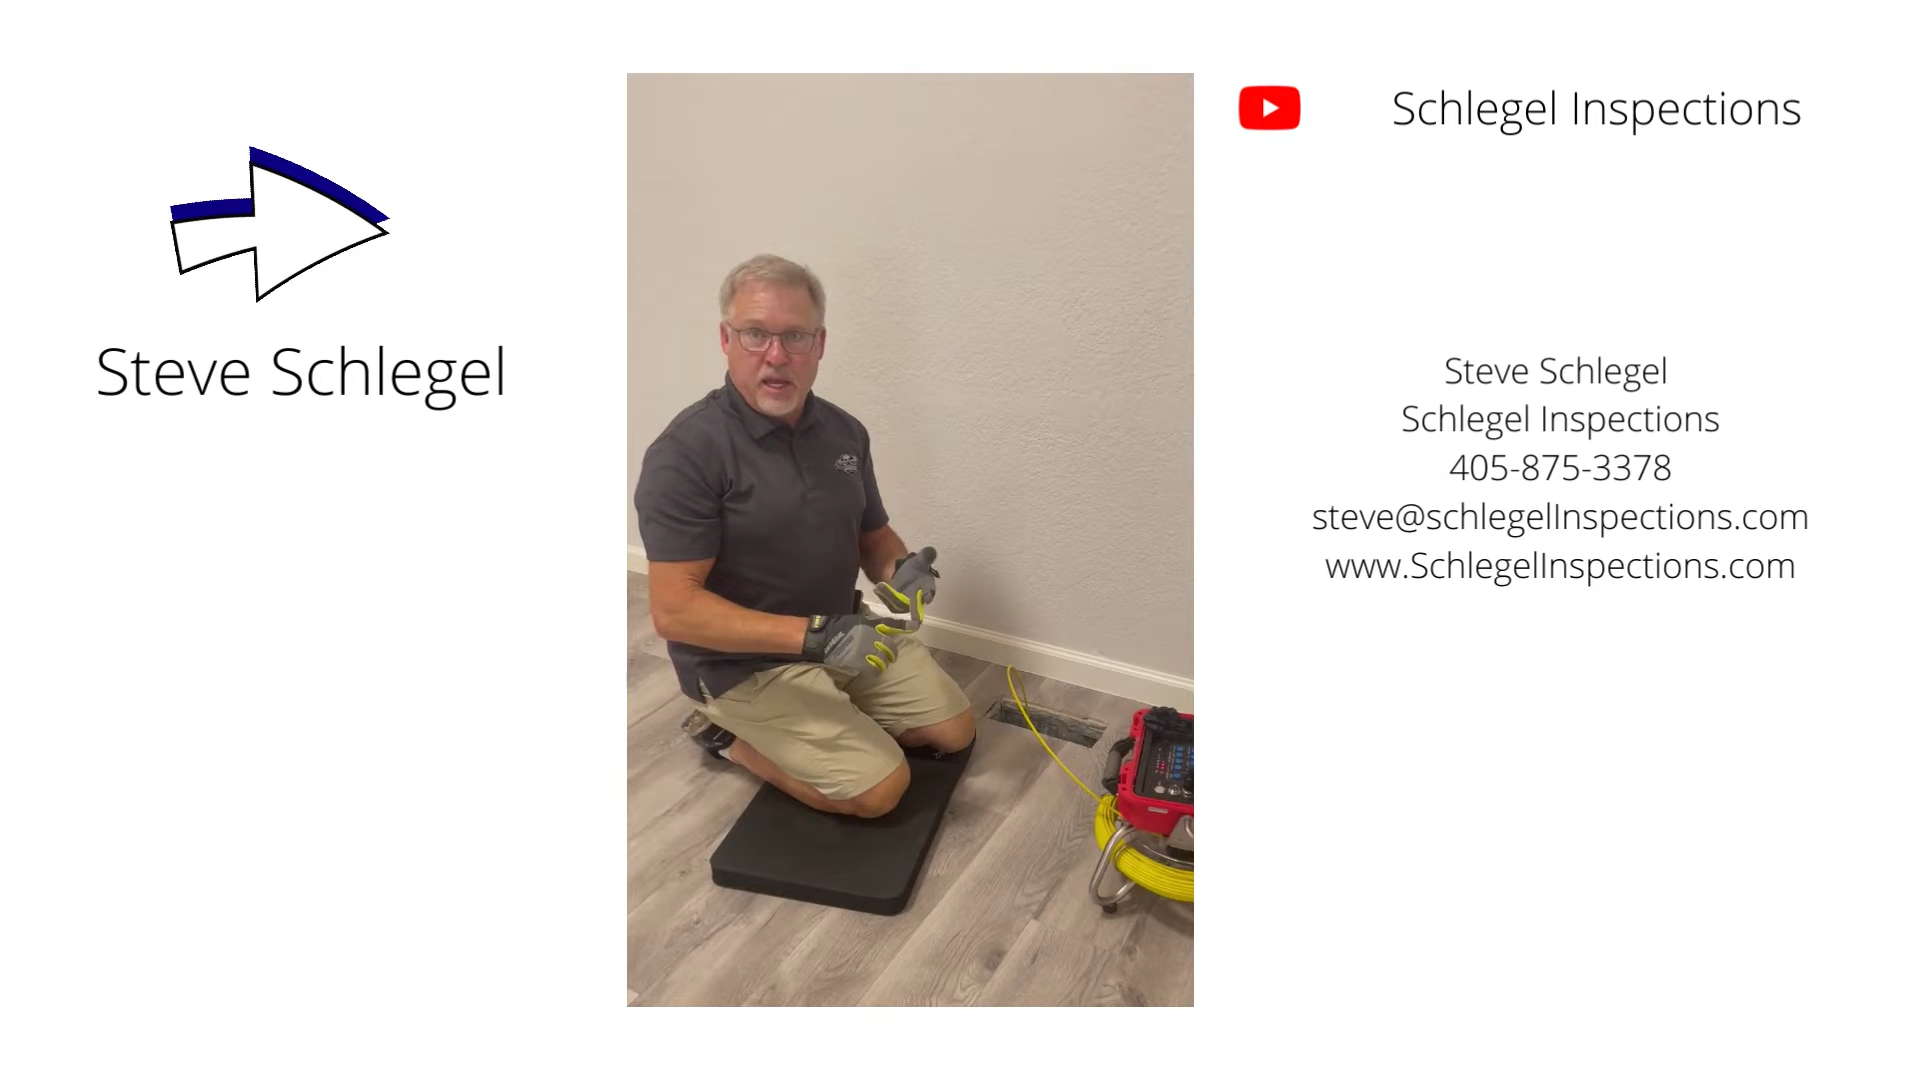 Steve Schlegel
Schlegel Inspections
Steve Schlegel
Schlegel Inspections
405-875-3378
steve@schlegelInspections.com
www.SchlegelInspections.com